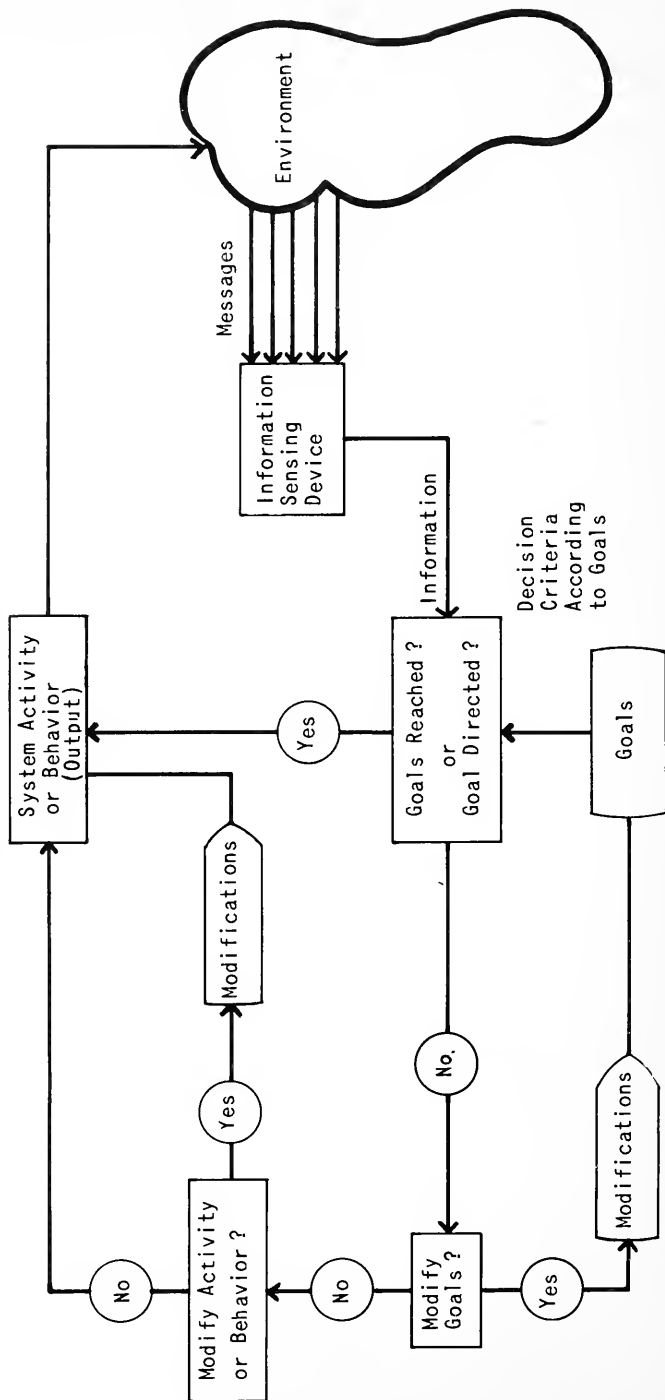 System Activity
or Behavior
(Output)
Environment
Messages
Information
Sensing
Device
Information
Decision
Criteria
According
to Goals
Goals Reached?
or
Goal Directed?
Yes
Goals
Modifications
Yes
Modify Activity
or Behavior?
No
No.
Modify
Goals?
No
Yes
Modifications